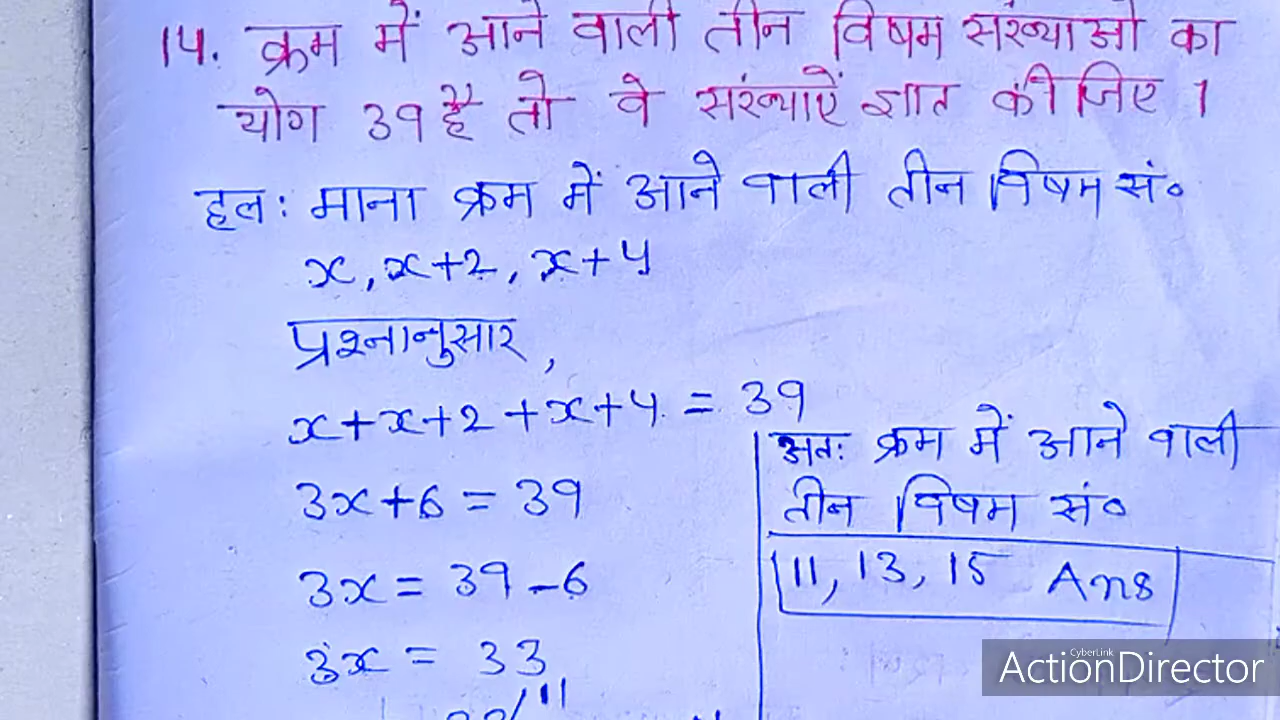 14. क्रम में आने वाली तीन विषम संख्याओ का
योग 39 है तो वे संख्याऐं ज्ञात कीजिए।
हल: माना क्रम में आने वाली तीन विषम सं०
x, x+2, x+4
प्रश्नानुसार,
x+x+2+x+4 = 39
3x+6 = 39
3x = 39-6
3x = 33
11
अतः क्रम में आने वाली
तीन विषम सं०
11, 13, 15 Ans
CyberLink
ActionDirector